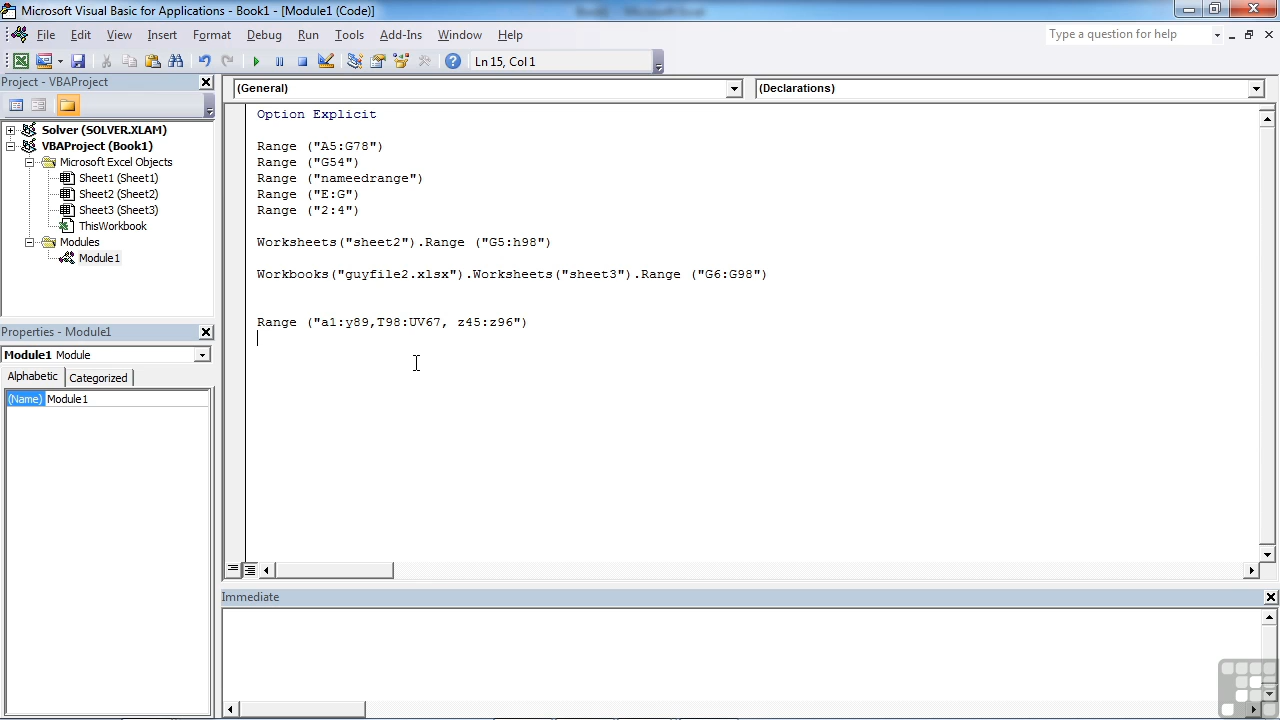 Microsoft Visual Basic for Applications - Book1 - [Module1 (Code)]
File Edit View Insert Format Debug Run Tools Add-Ins Window Help
Type a question for help
Ln 15, Col 1
Project - VBAProject
(General)
(Declarations)
Solver (SOLVER.XLAM)
VBAProject (Book1)
Microsoft Excel Objects
Sheet1 (Sheet1)
Sheet2 (Sheet2)
Sheet3 (Sheet3)
ThisWorkbook
Modules
Module1
Option Explicit
Range ("A5:G78")
Range ("G54")
Range ("nameedrange")
Range ("E:G")
Range ("2:4")
Worksheets("sheet2").Range ("G5:h98")
Workbooks("guyfile2.xlsx").Worksheets("sheet3").Range ("G6:G98")
Range ("a1:y89,T98:UV67, z45:z96")
Properties - Module1
Module1 Module
Alphabetic Categorized
(Name) Module1
Immediate